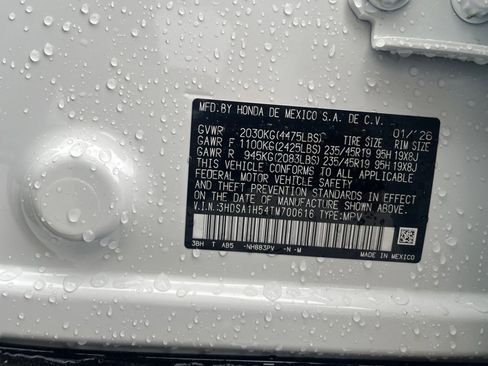 MFD.BY HONDA DE MEXICO S.A. DE C.V.
01/'26
GVWR 2030KG(4475LBS) TIRE SIZE RIM SIZE
GAWR F 1100KG(2425LBS) 235/45R19 95H 19X8J
GAWR R 945KG(2083LBS) 235/45R19 95H 19X8J
THIS VEHICLE CONFORMS TO ALL APPLICABLE
FEDERAL MOTOR VEHICLE SAFETY
AND THEFT PREVENTION STANDARDS IN EFFECT
ON THE DATE OF MANUFACTURE SHOWN ABOVE.
V.I.N.:3HDSA1H54TM700616 TYPE:MPV
3BH T AB5 -NH883PV -N -M
MADE IN MEXICO